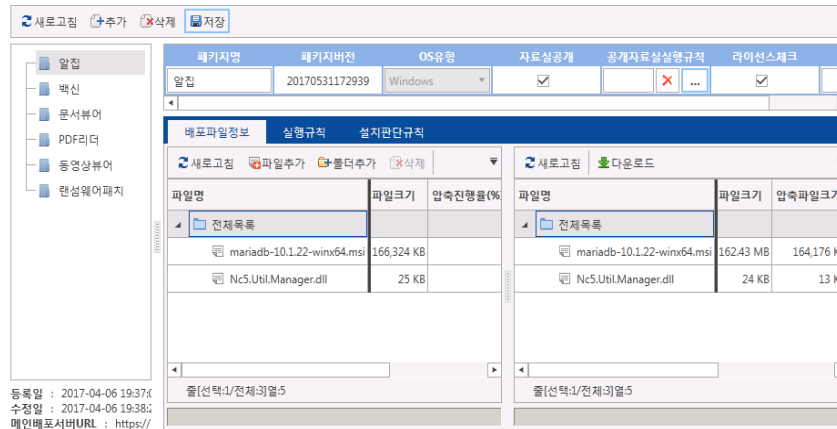 새로고침 추가 삭제 저장
알집
백신
문서뷰어
PDF리더
동영상뷰어
랜섬웨어패치
패키지명 패키지버전 OS유형 자료실공개 공개자료실실행규칙 라이선스체크
알집 20170531172939 Windows ...
배포파일정보 실행규칙 설치판단규칙
새로고침 파일추가 폴더추가 삭제
파일명 파일크기 압축진행율(%
전체목록
mariadb-10.1.22-winx64.msi 166,324 KB
Nc5.Util.Manager.dll 25 KB
줄[선택:1/전체:3]열:5
새로고침 다운로드
파일명 파일크기 압축파일크기
전체목록
mariadb-10.1.22-winx64.msi 162.43 MB 164,176
Nc5.Util.Manager.dll 24 KB 13
줄[선택:1/전체:3]열:5
등록일 : 2017-04-06 19:37:
수정일 : 2017-04-06 19:38:
메인배포서버URL : https://